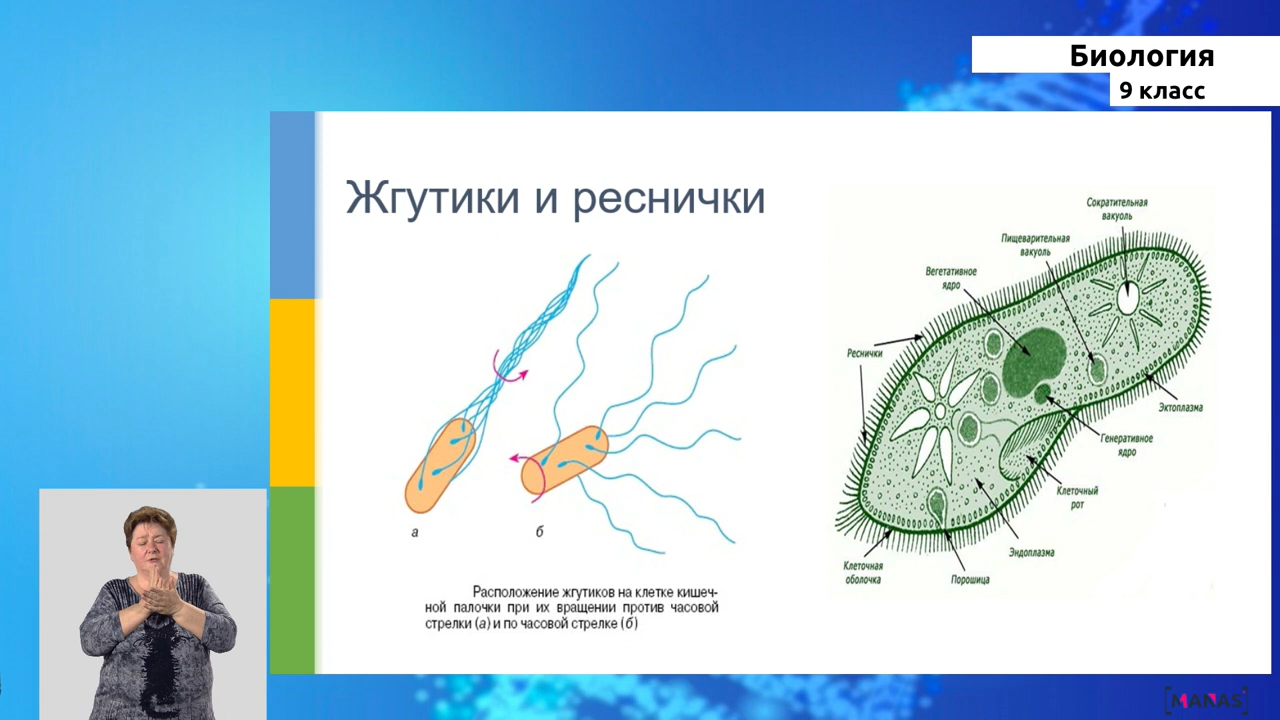 Биология
9 класс
Жгутики и реснички
Сократительная
вакуоль
Пищеварительная
вакуоль
Вегетативное
ядро
Реснички
Эктоплазма
Генеративное
ядро
Клеточный
рот
Эндоплазма
Порошица
Клеточная
оболочка
а
б
Расположение жгутиков на клетке кишеч-
ной палочки при их вращении против часовой
стрелки (а) и по часовой стрелке (б)
MANAS